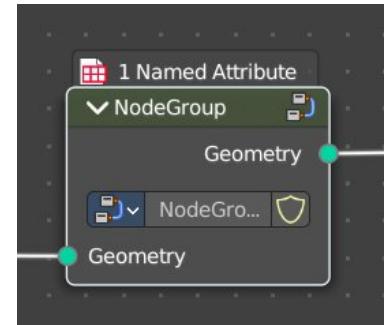 1 Named Attribute
NodeGroup
Geometry
NodeGro...
Geometry